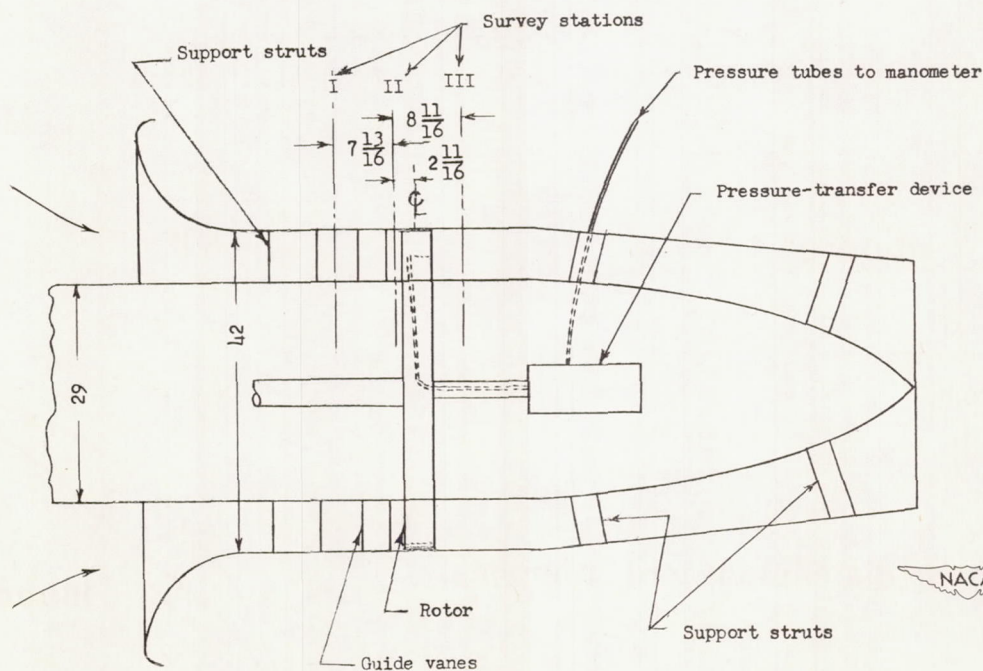 Survey stations
Support struts
I II III
Pressure tubes to manometer
8 11/16
7 13/16
2 11/16
Pressure-transfer device
℄
42
29
NACA
Rotor
Support struts
Guide vanes